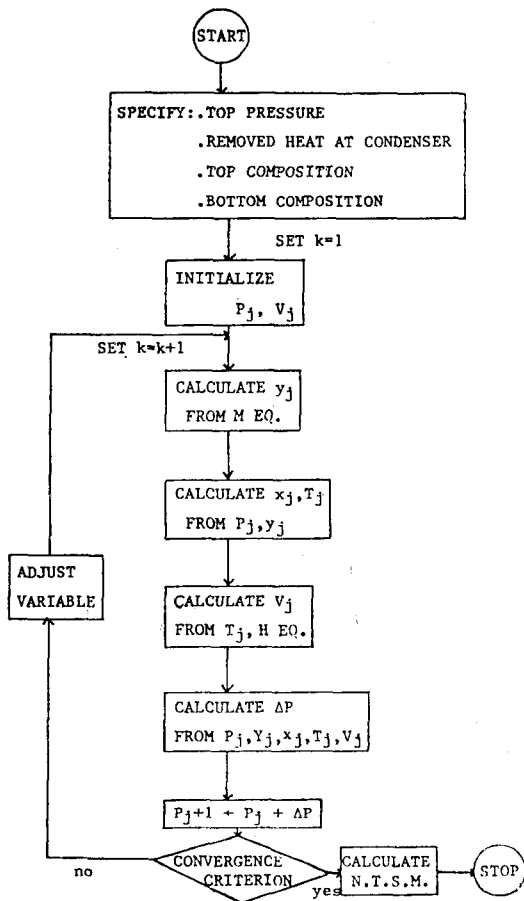 START
SPECIFY:.TOP PRESSURE
.REMOVED HEAT AT CONDENSER
.TOP COMPOSITION
.BOTTOM COMPOSITION
SET k=1
INITIALIZE
Pj, Vj
SET k=k+1
CALCULATE yj
FROM M EQ.
CALCULATE xj,Tj
FROM Pj,yj
ADJUST
VARIABLE
CALCULATE Vj
FROM Tj, H EQ.
CALCULATE ΔP
FROM Pj,Yj,xj,Tj,Vj
Pj+1 ← Pj + ΔP
no
CONVERGENCE
CRITERION
yes
CALCULATE
N.T.S.M.
STOP